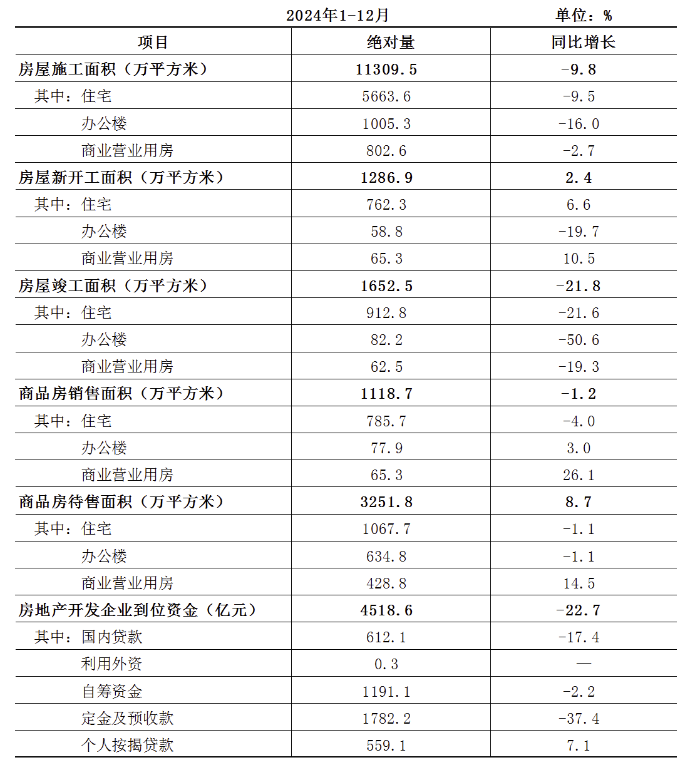 2024年1-12月 单位：%
项目 绝对量 同比增长
房屋施工面积（万平方米） 11309.5 -9.8
其中：住宅 5663.6 -9.5
办公楼 1005.3 -16.0
商业营业用房 802.6 -2.7
房屋新开工面积（万平方米） 1286.9 2.4
其中：住宅 762.3 6.6
办公楼 58.8 -19.7
商业营业用房 65.3 10.5
房屋竣工面积（万平方米） 1652.5 -21.8
其中：住宅 912.8 -21.6
办公楼 82.2 -50.6
商业营业用房 62.5 -19.3
商品房销售面积（万平方米） 1118.7 -1.2
其中：住宅 785.7 -4.0
办公楼 77.9 3.0
商业营业用房 65.3 26.1
商品房待售面积（万平方米） 3251.8 8.7
其中：住宅 1067.7 -1.1
办公楼 634.8 -1.1
商业营业用房 428.8 14.5
房地产开发企业到位资金（亿元） 4518.6 -22.7
其中：国内贷款 612.1 -17.4
利用外资 0.3 —
自筹资金 1191.1 -2.2
定金及预收款 1782.2 -37.4
个人按揭贷款 559.1 7.1